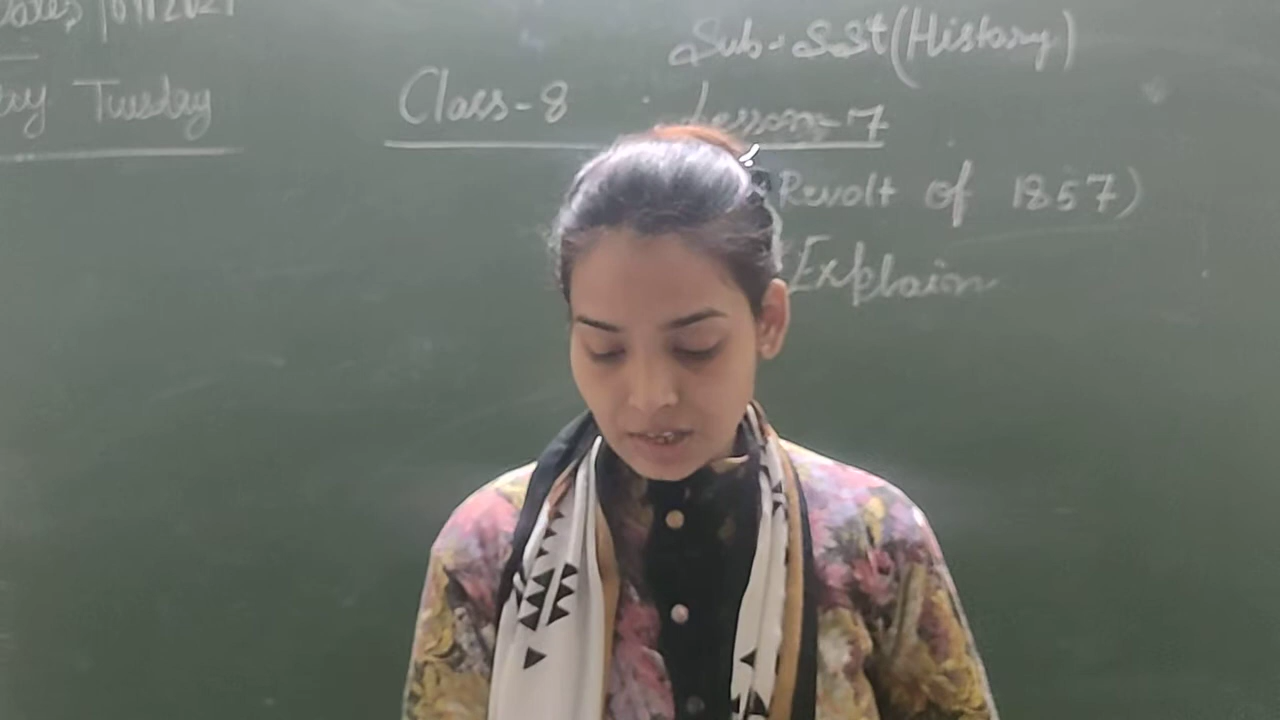 Sub-SSt (History)
Tuesday
Class-8
Lesson-7
Revolt of 1857)
Explain